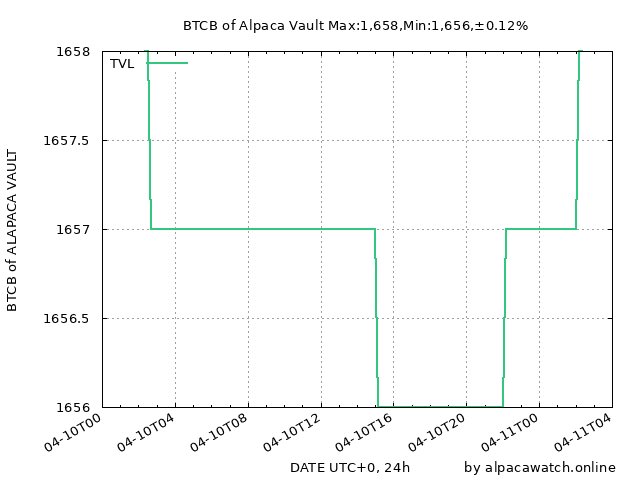 BTCB of Alpaca Vault Max:1,658,Min:1,656,±0.12%
TVL
1658
1657.5
1657
1656.5
1656
BTCB of ALAPACA VAULT
04-10T00
04-10T04
04-10T08
04-10T12
04-10T16
04-10T20
04-11T00
04-11T04
DATE UTC+0, 24h
by alpacawatch.online